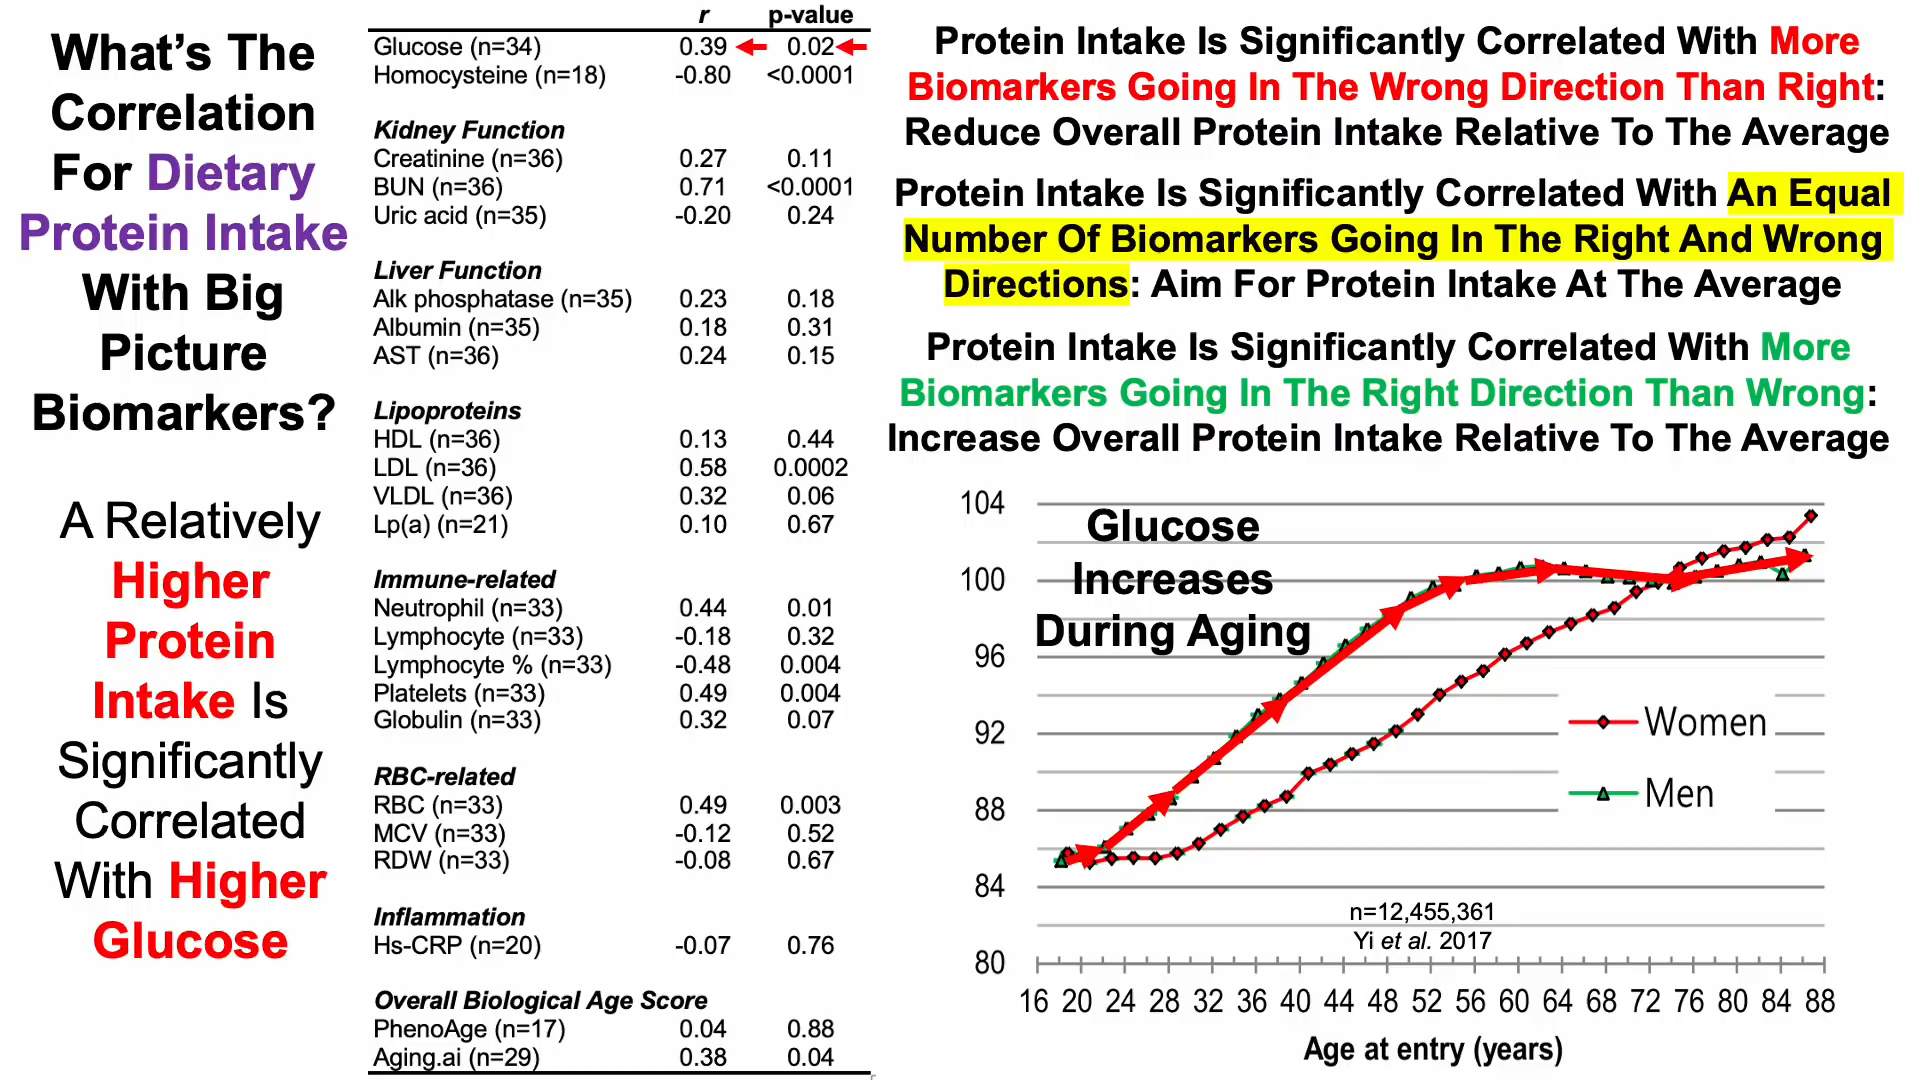 What's The
Correlation
For Dietary
Protein Intake
With Big
Picture
Biomarkers?
A Relatively
Higher
Protein
Intake Is
Significantly
Correlated
With Higher
Glucose
r p-value
Glucose (n=34) 0.39 0.02
Homocysteine (n=18) -0.80 <0.0001
Kidney Function
Creatinine (n=36) 0.27 0.11
BUN (n=36) 0.71 <0.0001
Uric acid (n=35) -0.20 0.24
Liver Function
Alk phosphatase (n=35) 0.23 0.18
Albumin (n=35) 0.18 0.31
AST (n=36) 0.24 0.15
Lipoproteins
HDL (n=36) 0.13 0.44
LDL (n=36) 0.58 0.0002
VLDL (n=36) 0.32 0.06
Lp(a) (n=21) 0.10 0.67
Immune-related
Neutrophil (n=33) 0.44 0.01
Lymphocyte (n=33) -0.18 0.32
Lymphocyte % (n=33) -0.48 0.004
Platelets (n=33) 0.49 0.004
Globulin (n=33) 0.32 0.07
RBC-related
RBC (n=33) 0.49 0.003
MCV (n=33) -0.12 0.52
RDW (n=33) -0.08 0.67
Inflammation
Hs-CRP (n=20) -0.07 0.76
Overall Biological Age Score
PhenoAge (n=17) 0.04 0.88
Aging.ai (n=29) 0.38 0.04
Protein Intake Is Significantly Correlated With More
Biomarkers Going In The Wrong Direction Than Right:
Reduce Overall Protein Intake Relative To The Average
Protein Intake Is Significantly Correlated With An Equal
Number Of Biomarkers Going In The Right And Wrong
Directions: Aim For Protein Intake At The Average
Protein Intake Is Significantly Correlated With More
Biomarkers Going In The Right Direction Than Wrong:
Increase Overall Protein Intake Relative To The Average
Glucose
Increases
During Aging
104
100
96
92
88
84
80
Women
Men
n=12,455,361
Yi et al. 2017
16 20 24 28 32 36 40 44 48 52 56 60 64 68 72 76 80 84 88
Age at entry (years)